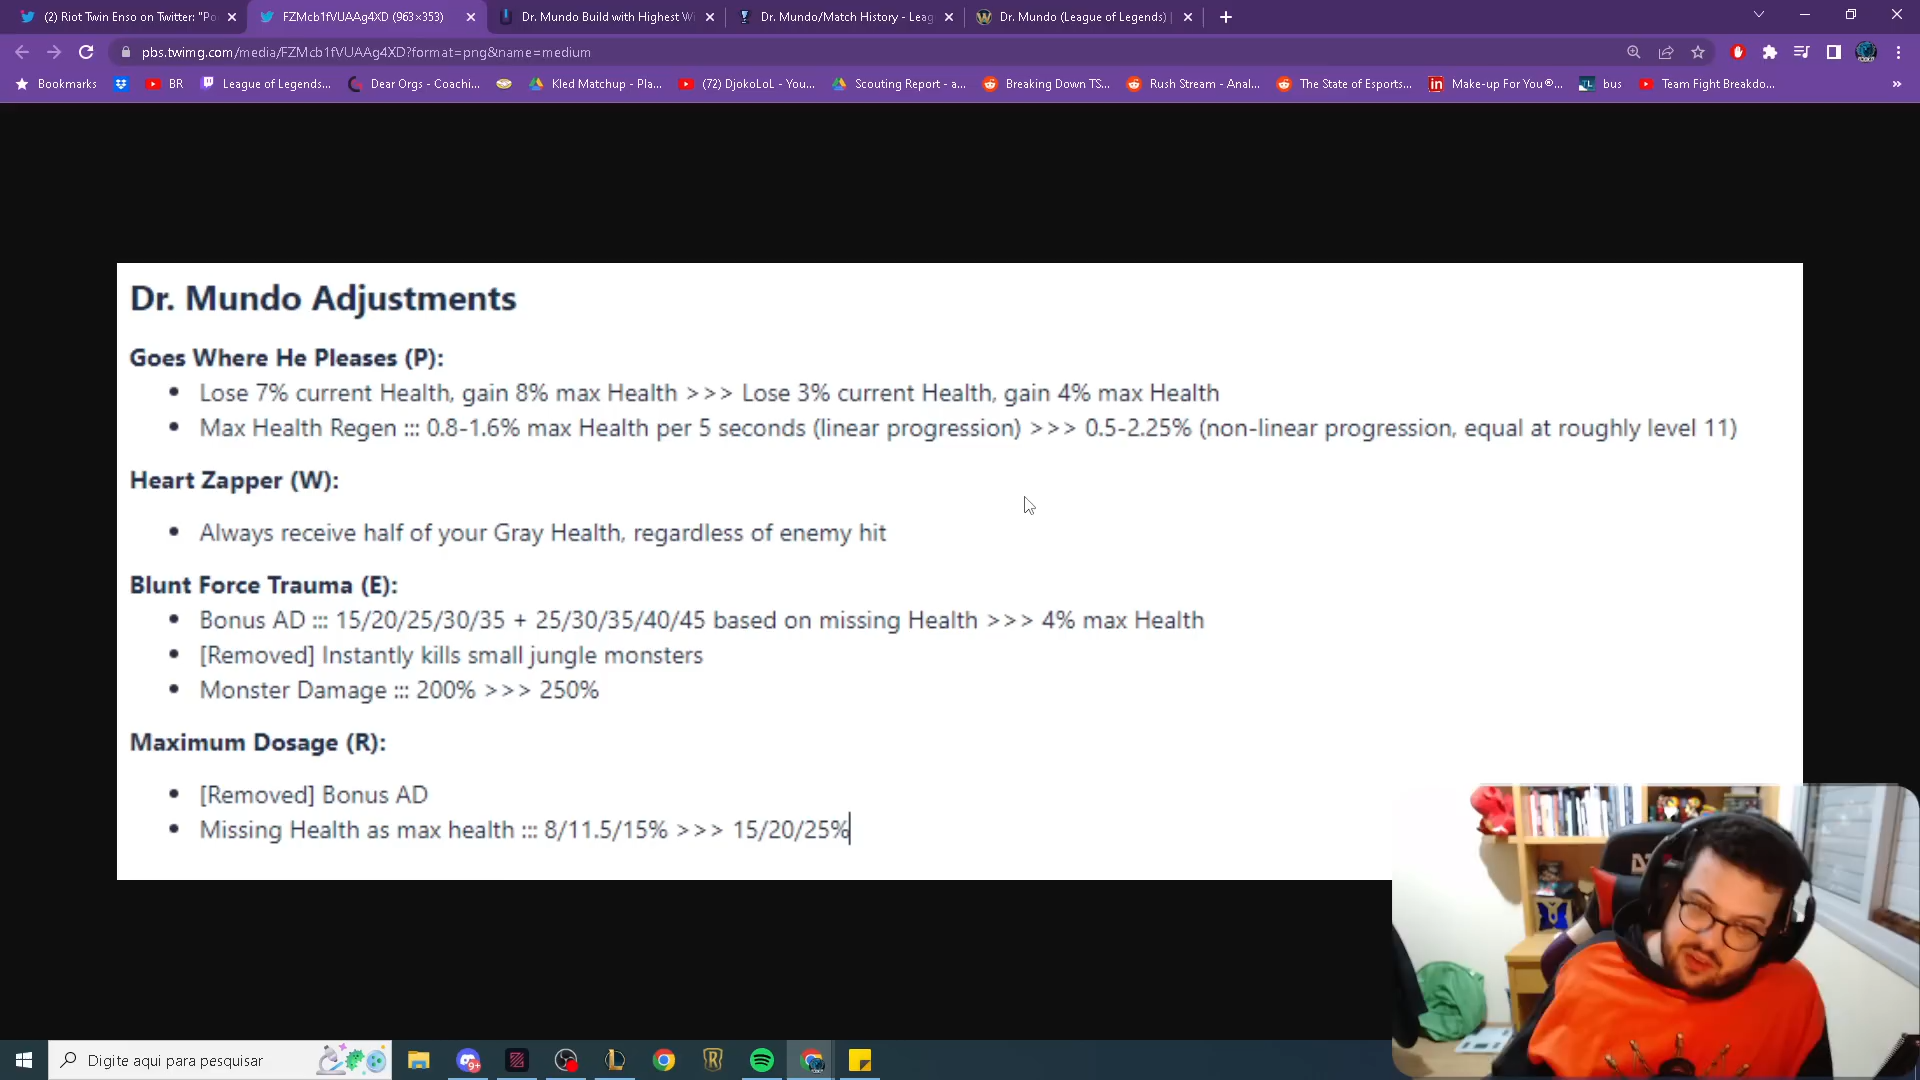 (2) Riot Twin Enso on Twitter: "Po
FZMcb1fVUAAg4XD (963×353)
Dr. Mundo Build with Highest Wi
Dr. Mundo/Match History - Leag
Dr. Mundo (League of Legends) |
pbs.twimg.com/media/FZMcb1fVUAAg4XD?format=png&name=medium
Bookmarks
BR
League of Legends...
Dear Orgs - Coachi...
Kled Matchup - Pla...
(72) DjokoLoL - You...
Scouting Report - a...
Breaking Down TS...
Rush Stream - Anal...
The State of Esports...
Make-up For You®...
bus
Team Fight Breakdo...
Dr. Mundo Adjustments
Goes Where He Pleases (P):
• Lose 7% current Health, gain 8% max Health >>> Lose 3% current Health, gain 4% max Health
• Max Health Regen ::: 0.8-1.6% max Health per 5 seconds (linear progression) >>> 0.5-2.25% (non-linear progression, equal at roughly level 11)
Heart Zapper (W):
• Always receive half of your Gray Health, regardless of enemy hit
Blunt Force Trauma (E):
• Bonus AD ::: 15/20/25/30/35 + 25/30/35/40/45 based on missing Health >>> 4% max Health
• [Removed] Instantly kills small jungle monsters
• Monster Damage ::: 200% >>> 250%
Maximum Dosage (R):
• [Removed] Bonus AD
• Missing Health as max health ::: 8/11.5/15% >>> 15/20/25%
Digite aqui para pesquisar